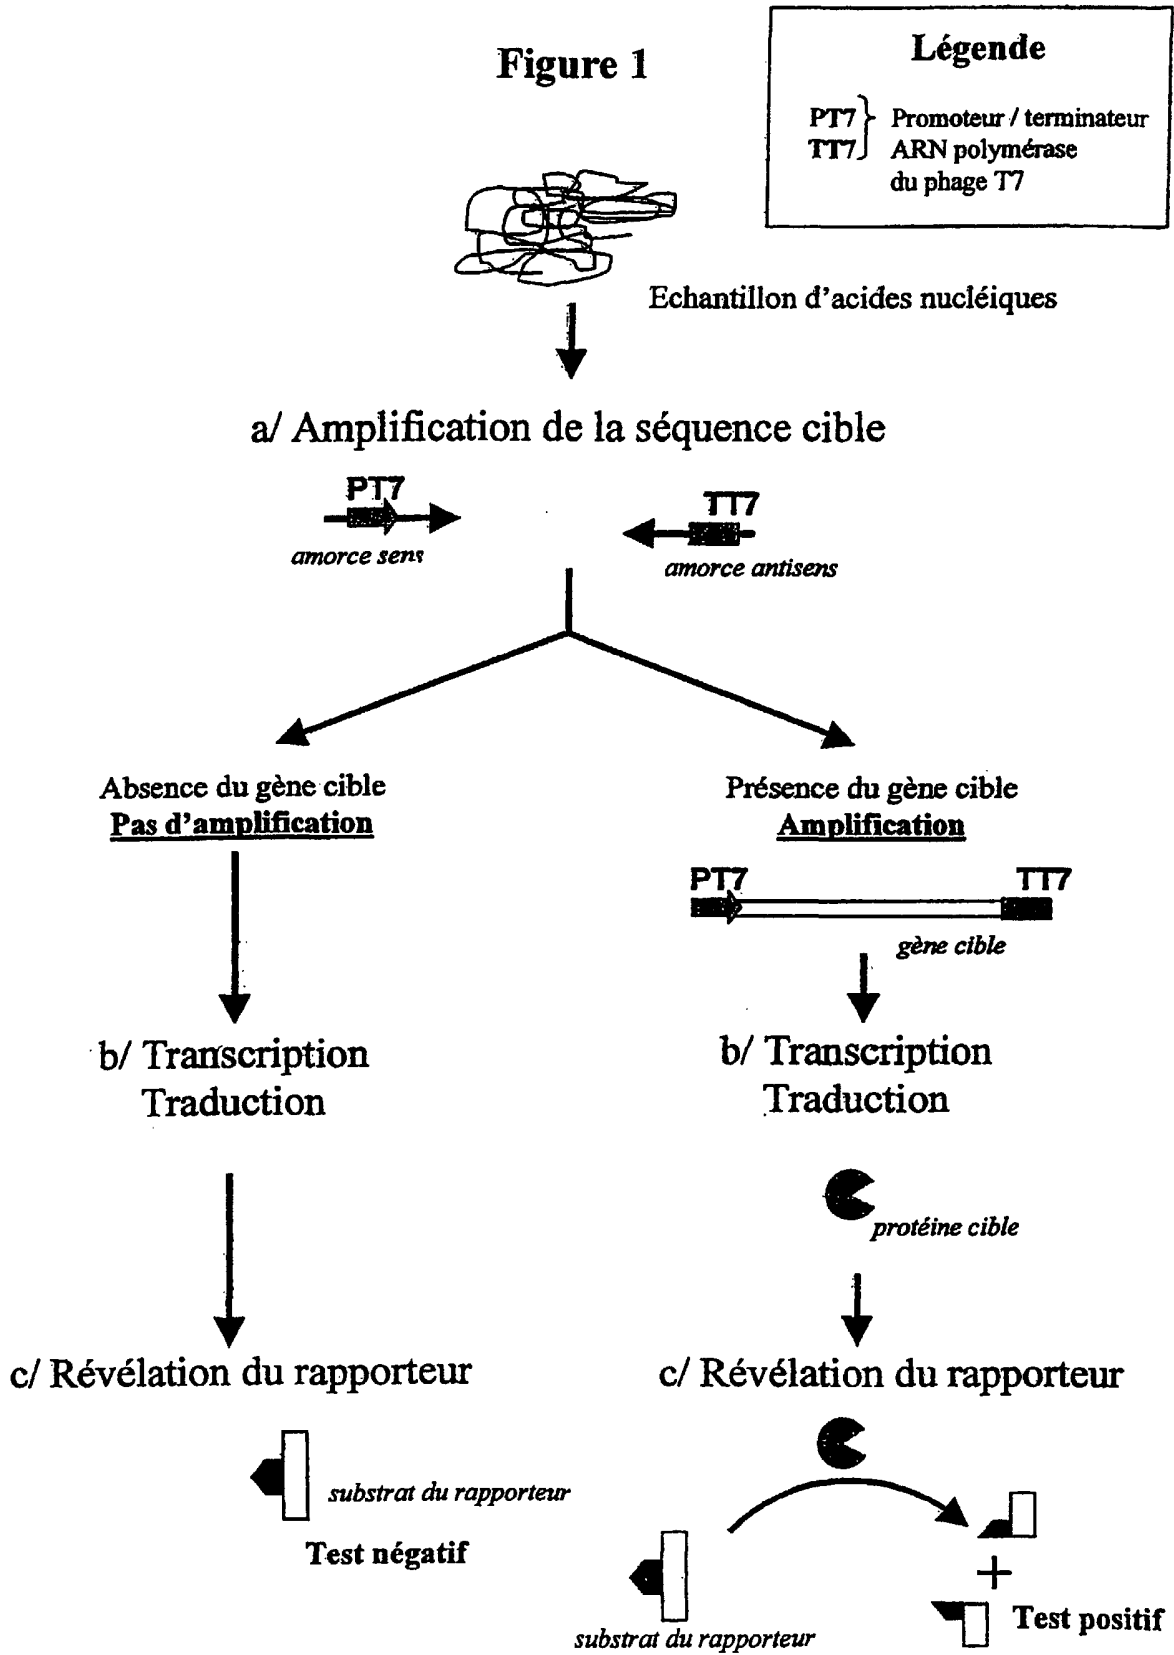 Figure 1
Légende
PT7 Promoteur / terminateur
TT7 ARN polymérase
du phage T7
Echantillon d'acides nucléiques
a/ Amplification de la séquence cible
PT7
TT7
amorce sens
amorce antisens
Absence du gène cible
Pas d'amplification
Présence du gène cible
Amplification
PT7
TT7
gène cible
b/ Transcription
Traduction
b/ Transcription
Traduction
protéine cible
c/ Révélation du rapporteur
c/ Révélation du rapporteur
substrat du rapporteur
Test négatif
+
Test positif
substrat du rapporteur